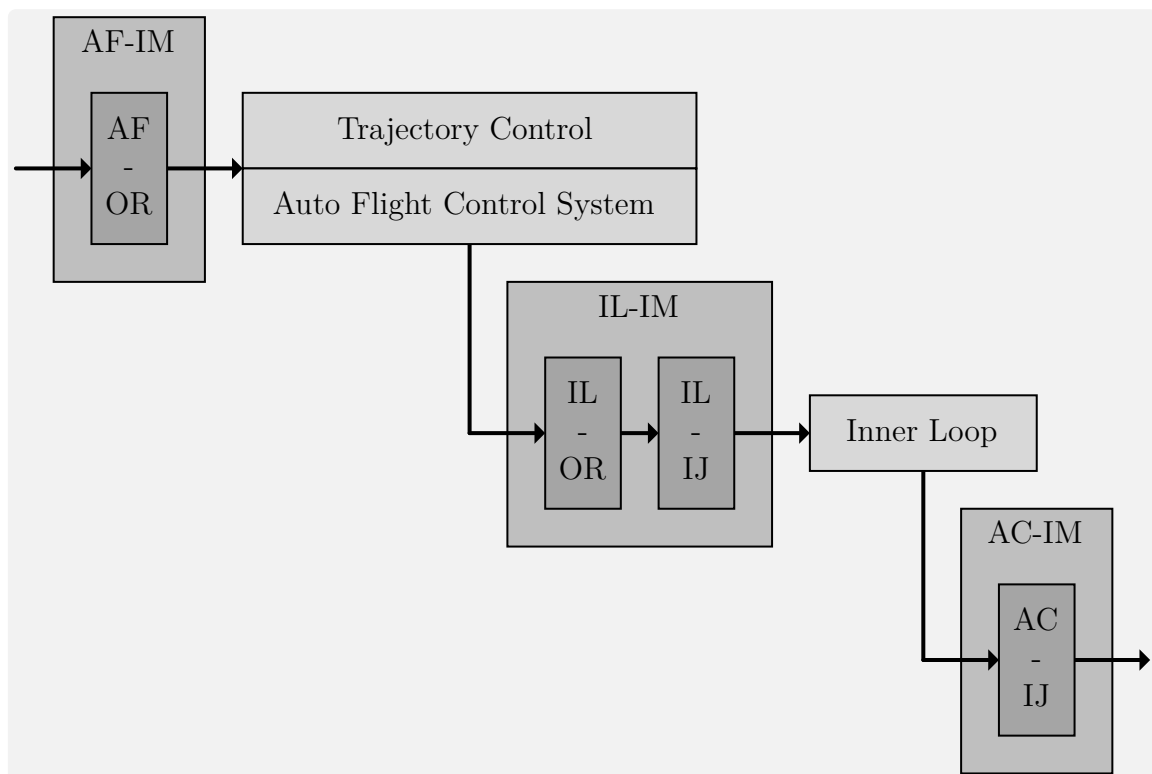 AF-IM
AF
-
OR
Trajectory Control
Auto Flight Control System
IL-IM
IL
-
OR
IL
-
IJ
Inner Loop
AC-IM
AC
-
IJ